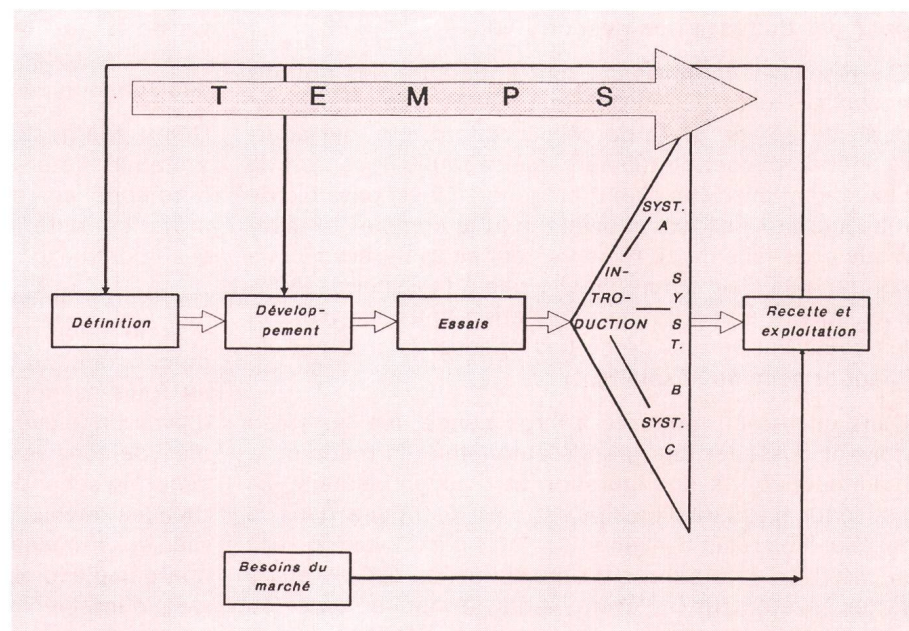 T E M P S
SYST.
A
IN-
TRO-
DUCTION
S
Y
S
T.
B
SYST.
C
Définition
Dévelop-
pement
Essais
Recette et
exploitation
Besoins du
marché